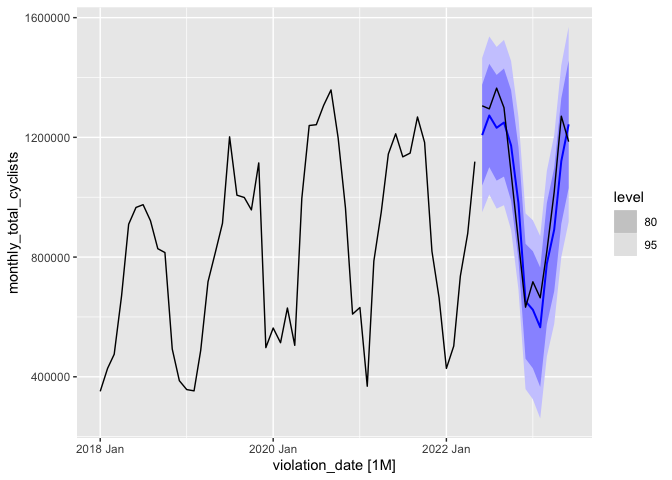 1600000
1200000
800000
400000
monthly_total_cyclists
2018 Jan
2020 Jan
2022 Jan
violation_date [1M]
level
80
95